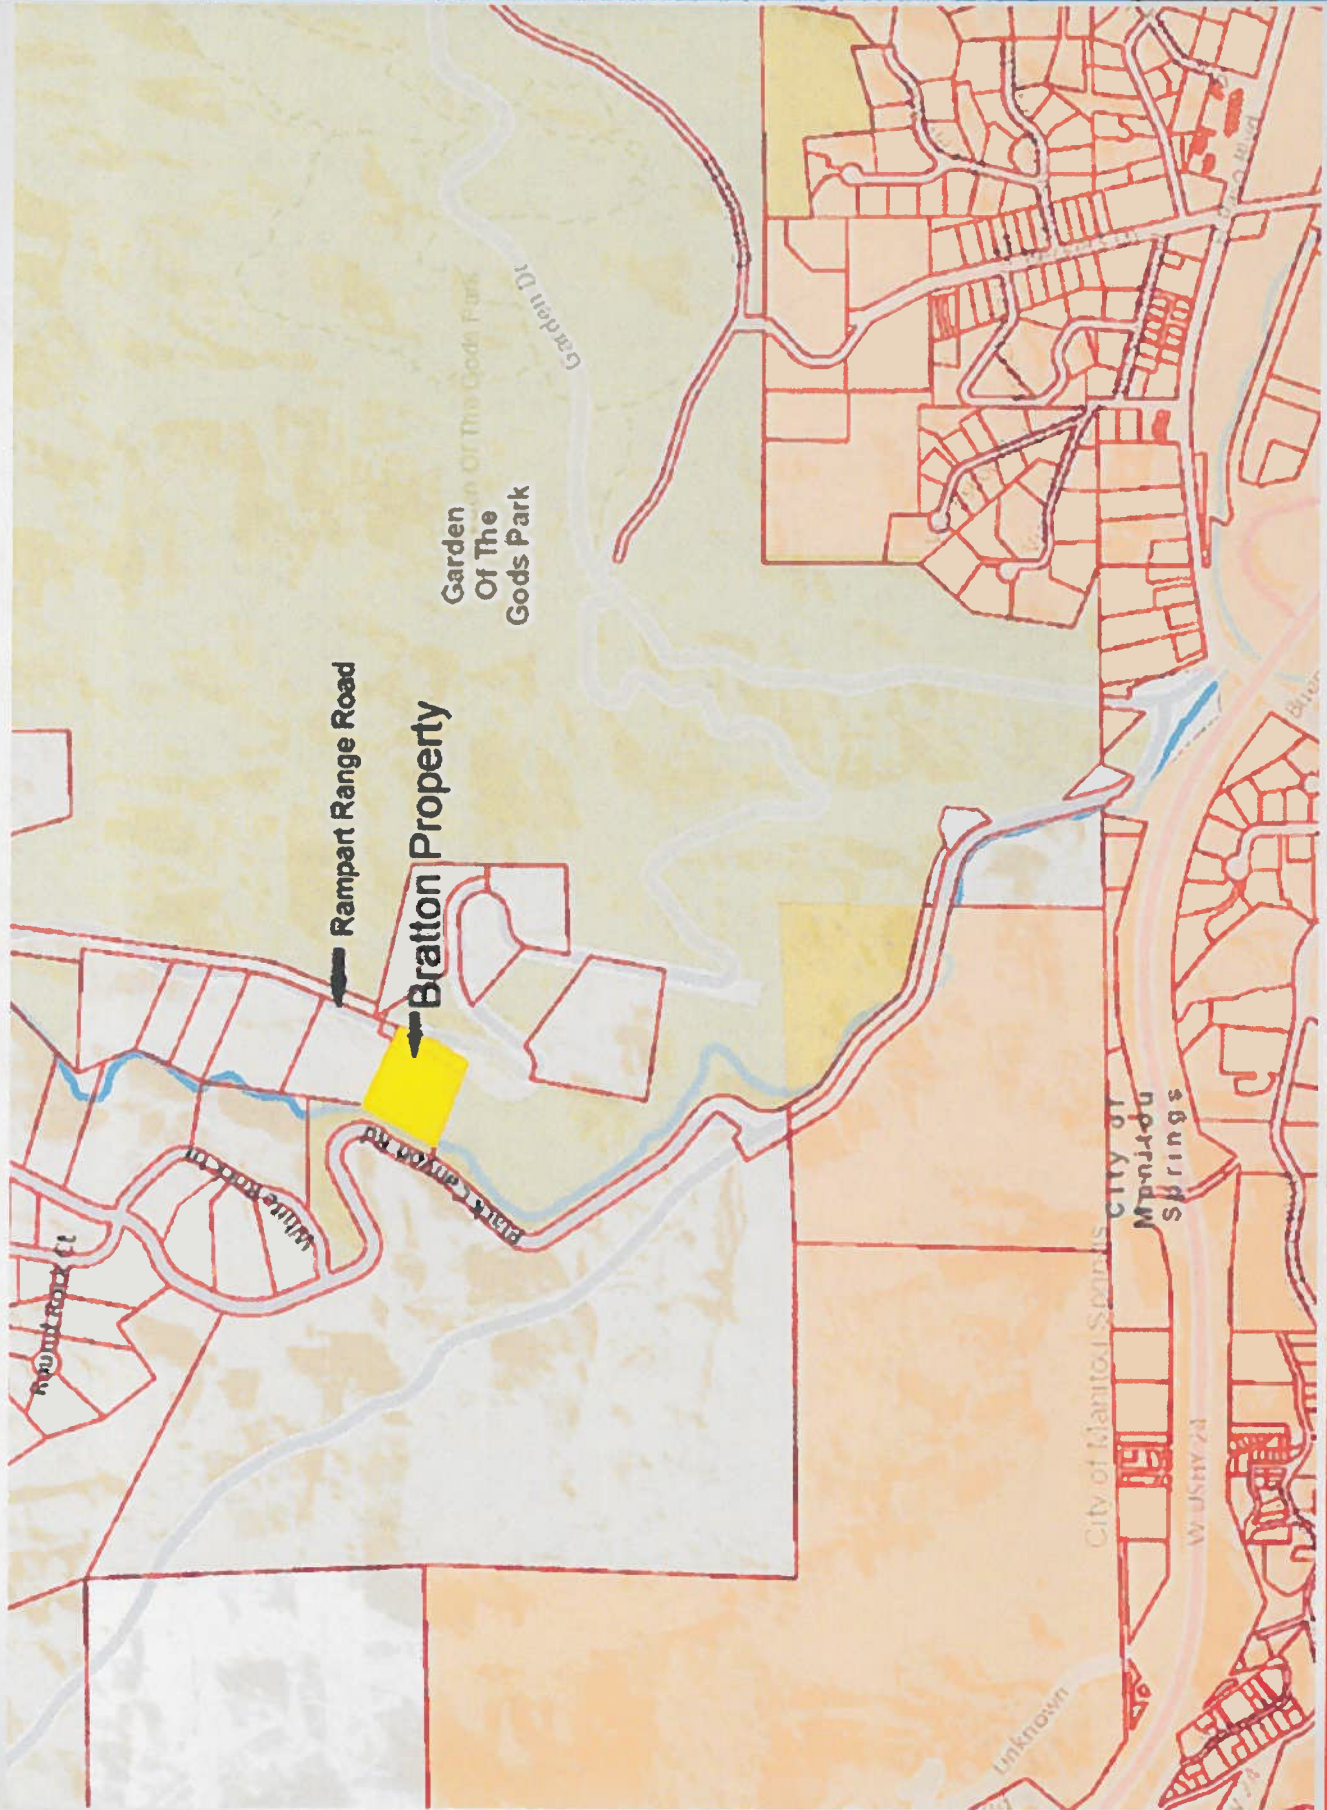 Rampart Range Road
Bratton Property
Garden
Of The
Gods Park
Garden Dr
Round Rock Ct
White Rock Ln
Black Canyon Rd
City of Manitou Springs
City of
Manitou
Springs
W US HWY 24
Unknown